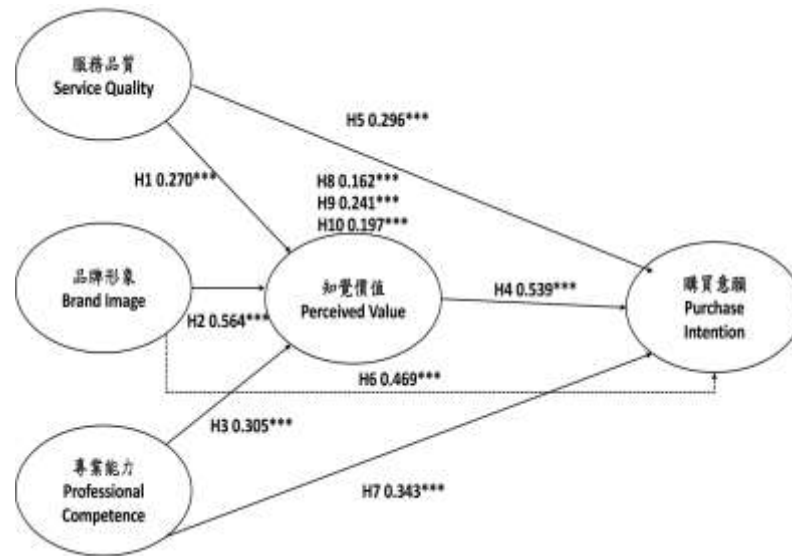 服務品質
Service Quality
H5 0.296***
H1 0.270***
H8 0.162***
H9 0.241***
H10 0.197***
品牌形象
Brand Image
知覺價值
Perceived Value
購買意願
Purchase
Intention
H2 0.564***
H4 0.539***
H6 0.469***
H3 0.305***
專業能力
Professional
Competence
H7 0.343***